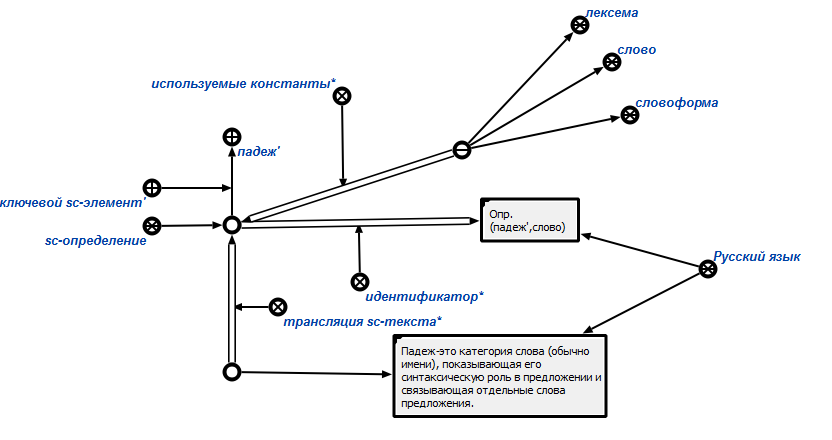 лексема
слово
используемые константы*
словоформа
падеж'
ключевой sc-элемент'
Опр.
(падеж',слово)
sc-определение
Русский язык
идентификатор*
трансляция sc-текста*
Падеж-это категория слова (обычно
имени), показывающая его
синтаксическую роль в предложении и
связывающая отдельные слова
предложения.